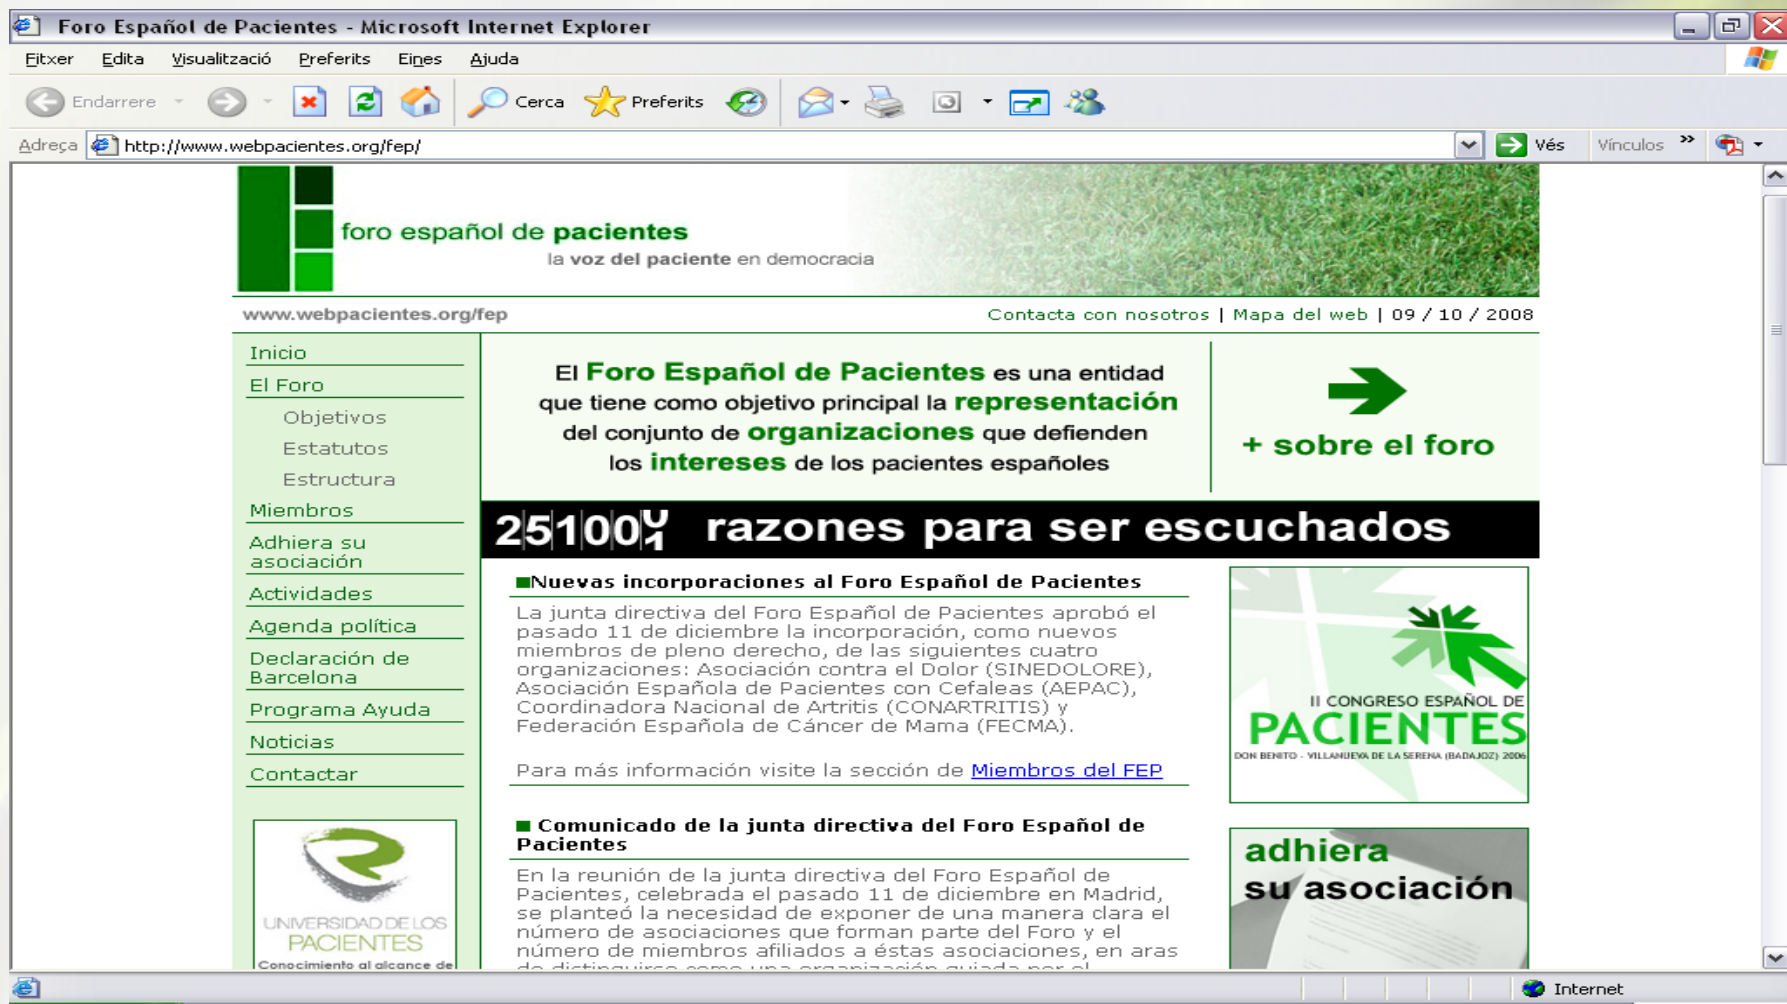 Foro Español de Pacientes - Microsoft Internet Explorer
Fitxer Edita Visualització Preferits Eines Ajuda
Endarrere Cerca Preferits
Adreça http://www.webpacientes.org/fep/ Vés Vínculos »
foro español de pacientes
la voz del paciente en democracia
www.webpacientes.org/fep Contacta con nosotros | Mapa del web | 09 / 10 / 2008
Inicio
El Foro
Objetivos
Estatutos
Estructura
Miembros
Adhiera su
asociación
Actividades
Agenda política
Declaración de
Barcelona
Programa Ayuda
Noticias
Contactar
UNIVERSIDAD DE LOS
PACIENTES
Conocimiento al alcance de
El Foro Español de Pacientes es una entidad
que tiene como objetivo principal la representación
del conjunto de organizaciones que defienden
los intereses de los pacientes españoles
+ sobre el foro
25100 razones para ser escuchados
Nuevas incorporaciones al Foro Español de Pacientes
La junta directiva del Foro Español de Pacientes aprobó el
pasado 11 de diciembre la incorporación, como nuevos
miembros de pleno derecho, de las siguientes cuatro
organizaciones: Asociación contra el Dolor (SINEDOLORE),
Asociación Española de Pacientes con Cefaleas (AEPAC),
Coordinadora Nacional de Artritis (CONARTRITIS) y
Federación Española de Cáncer de Mama (FECMA).
Para más información visite la sección de Miembros del FEP
Comunicado de la junta directiva del Foro Español de
Pacientes
En la reunión de la junta directiva del Foro Español de
Pacientes, celebrada el pasado 11 de diciembre en Madrid,
se planteó la necesidad de exponer de una manera clara el
número de asociaciones que forman parte del Foro y el
número de miembros afiliados a éstas asociaciones, en aras
de distinguirse como una organización guiada por el
II CONGRESO ESPAÑOL DE
PACIENTES
DON BENITO - VILLANUEVA DE LA SERENA (BADAJOZ) 2006
adhiera
su asociación
Internet